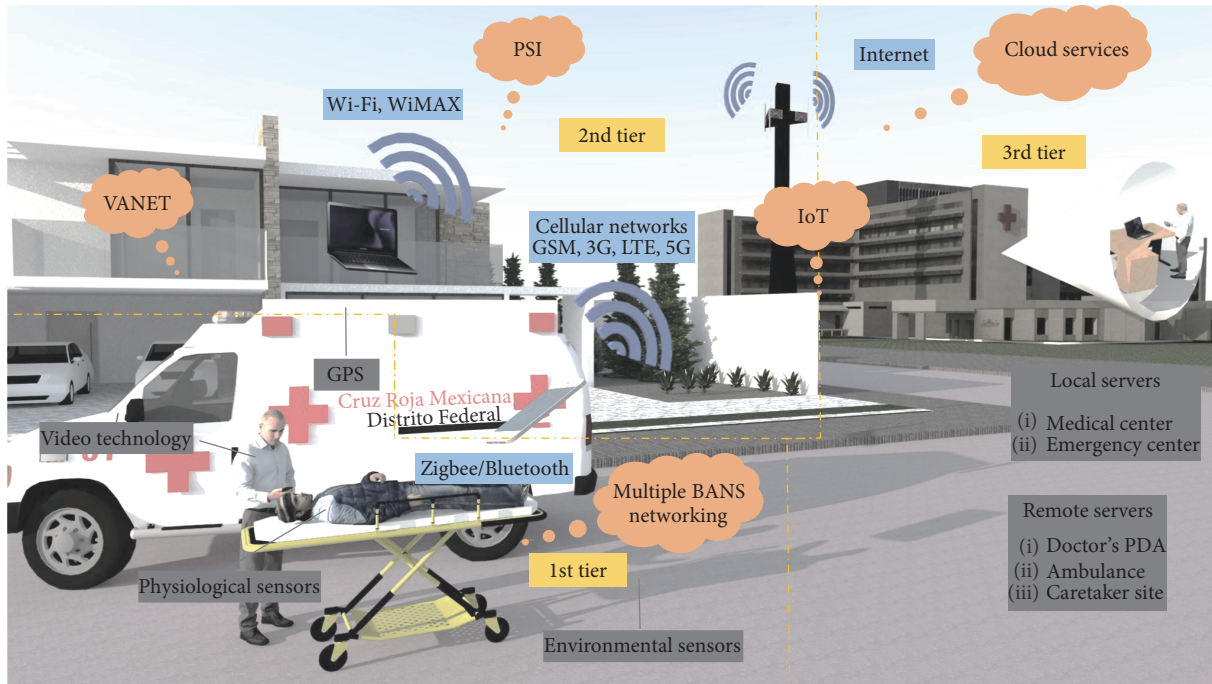 PSI
Internet
Cloud services
Wi-Fi, WiMAX
2nd tier
3rd tier
VANET
IoT
Cellular networks
GSM, 3G, LTE, 5G
GPS
Cruz Roja Mexicana
Distrito Federal
Video technology
Zigbee/Bluetooth
Multiple BANS
networking
Local servers
(i) Medical center
(ii) Emergency center
Remote servers
(i) Doctor's PDA
(ii) Ambulance
(iii) Caretaker site
1st tier
Physiological sensors
Environmental sensors